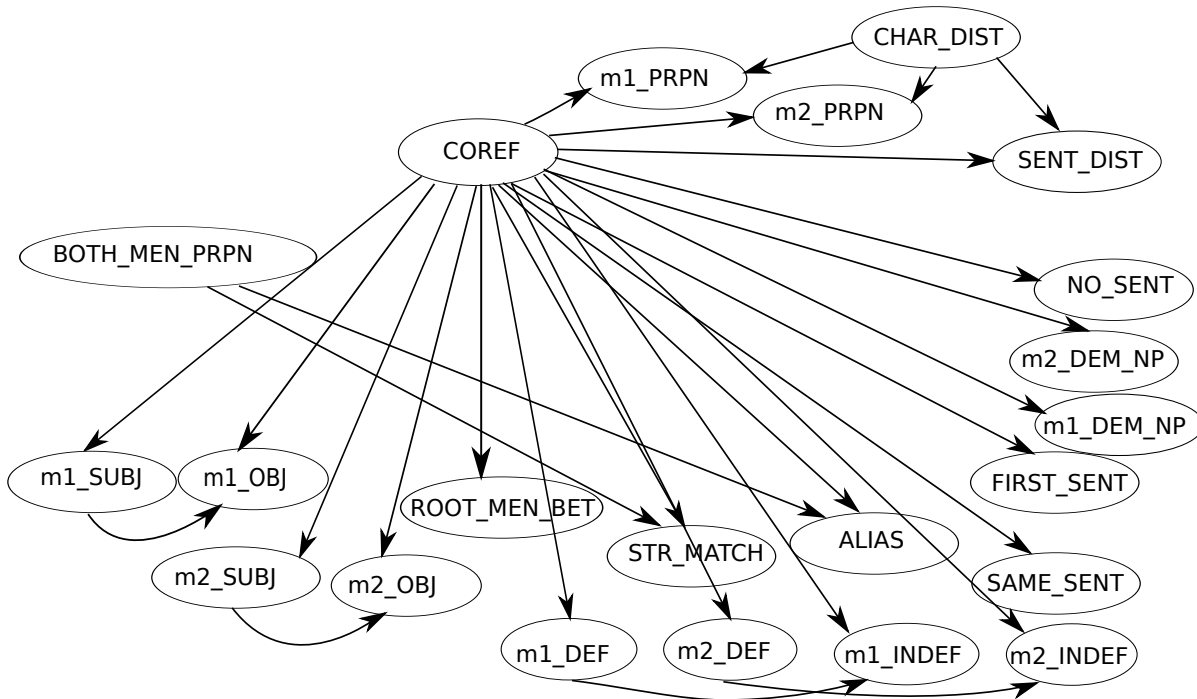 CHAR_DIST
m1_PRPN
m2_PRPN
COREF
SENT_DIST
BOTH_MEN_PRPN
NO_SENT
m2_DEM_NP
m1_DEM_NP
m1_SUBJ
m1_OBJ
FIRST_SENT
ROOT_MEN_BET
STR_MATCH
ALIAS
m2_SUBJ
m2_OBJ
SAME_SENT
m1_DEF
m2_DEF
m1_INDEF
m2_INDEF